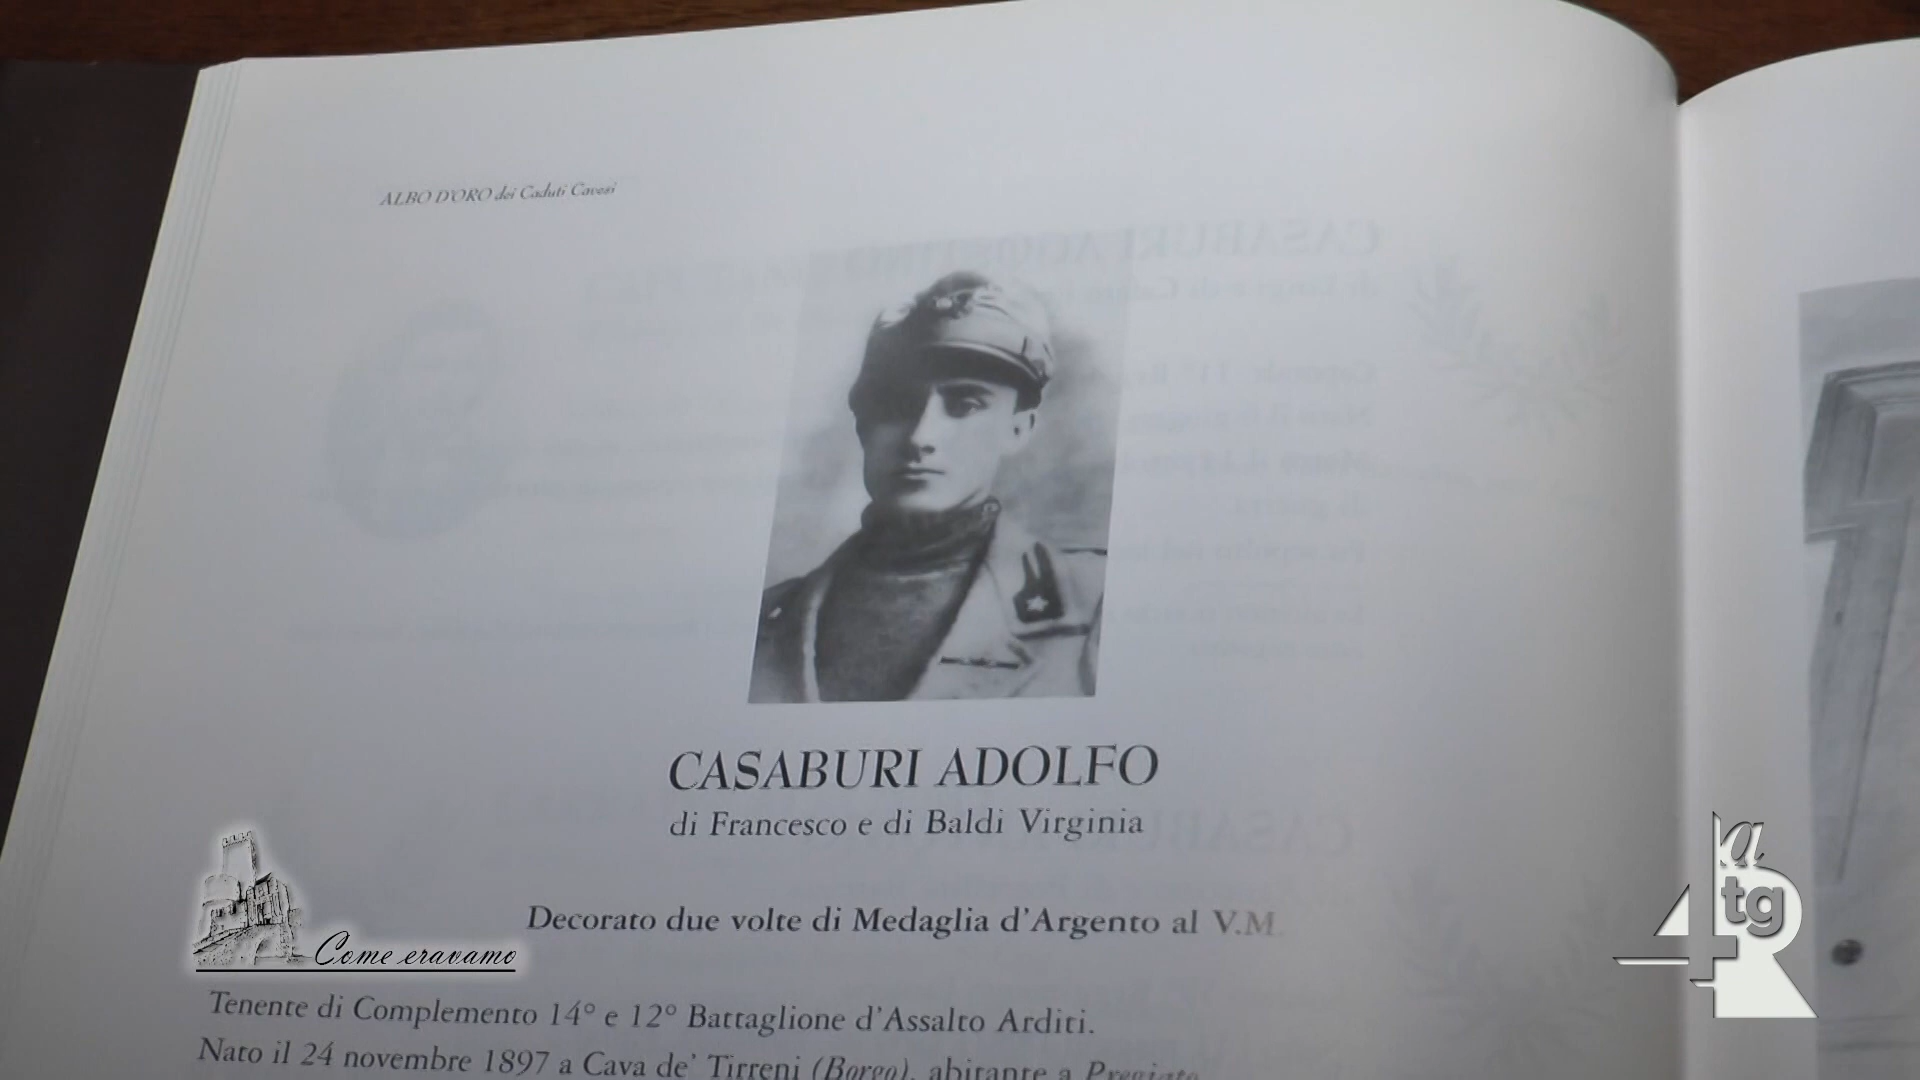 ALBO D'ORO dei Caduti Cavesi
CASABURI ADOLFO
di Francesco e di Baldi Virginia
Decorato due volte di Medaglia d'Argento al V.M.
Come eravamo
a
4 tg R
Tenente di Complemento 14° e 12° Battaglione d'Assalto Arditi.
Nato il 24 novembre 1897 a Cava de' Tirreni (Borgo), abitante a Pregiato